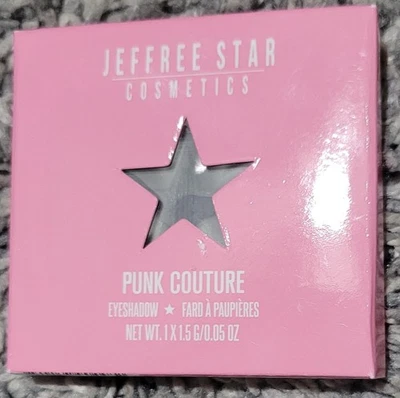 JEFFREE STAR
COSMETICS
PUNK COUTURE
EYESHADOW ★ FARD À PAUPIÈRES
NET WT. 1 X 1.5 G/0.05 OZ